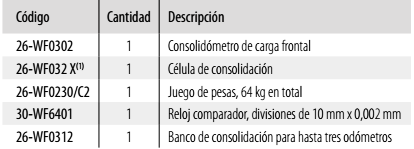 Código Cantidad Descripción
26-WF0302 1 Consolidómetro de carga frontal
26-WF032 X(1) 1 Célula de consolidación
26-WF0230/C2 1 Juego de pesas, 64 kg en total
30-WF6401 1 Reloj comparador, divisiones de 10 mm x 0,002 mm
26-WF0312 1 Banco de consolidación para hasta tres odómetros